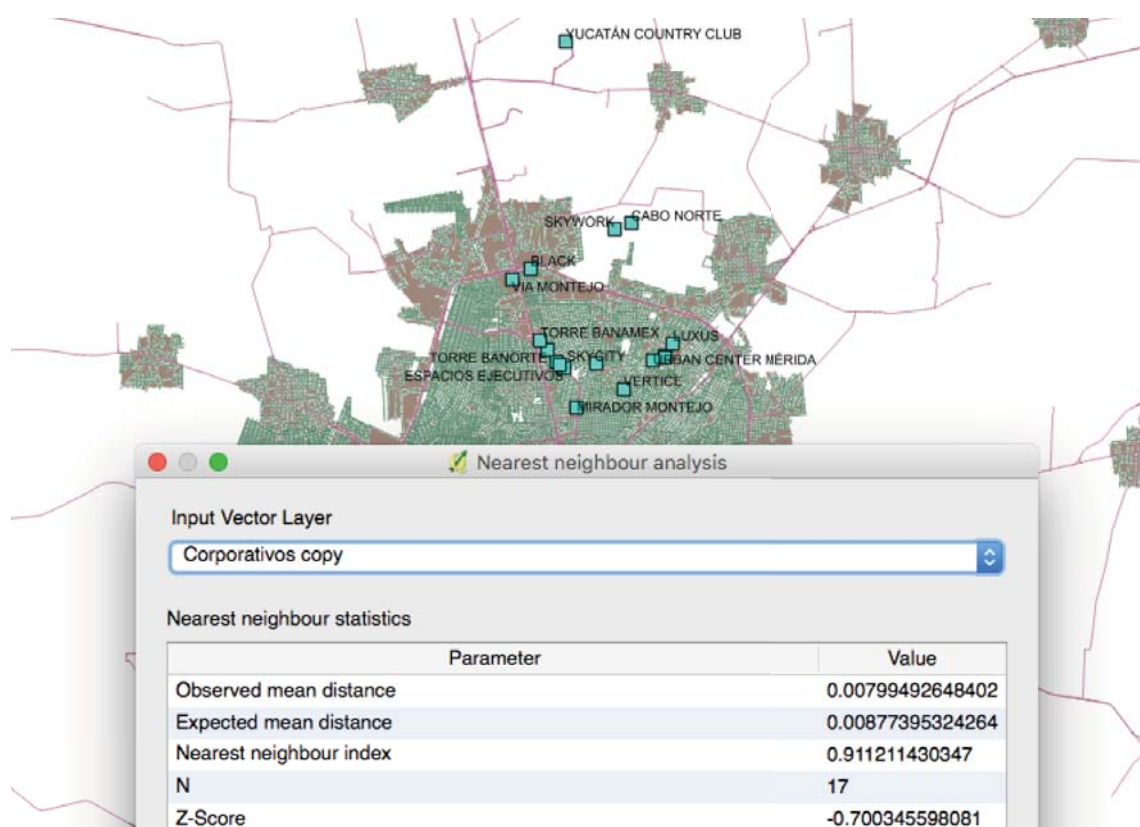 YUCATÁN COUNTRY CLUB
SKYWORK
CABO NORTE
BLACK
VIA MONTEJO
TORRE BANAMEX
LUXUS
TORRE BANORTE
SKYCITY
URBAN CENTER MÉRIDA
ESPACIOS EJECUTIVOS
VERTICE
MIRADOR MONTEJO
Nearest neighbour analysis
Input Vector Layer
Corporativos copy
Nearest neighbour statistics
Parameter Value
Observed mean distance 0.00799492648402
Expected mean distance 0.00877395324264
Nearest neighbour index 0.911211430347
N 17
Z-Score -0.700345598081